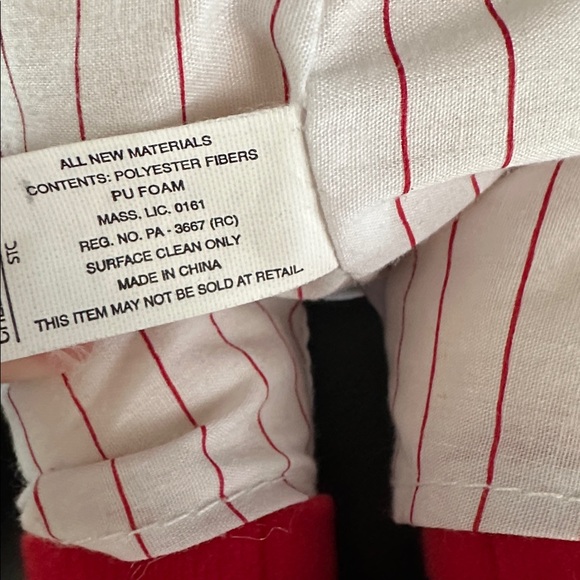 ALL NEW MATERIALS
CONTENTS: POLYESTER FIBERS
PU FOAM
MASS. LIC. 0161
REG. NO. PA - 3667 (RC)
SURFACE CLEAN ONLY
MADE IN CHINA
THIS ITEM MAY NOT BE SOLD AT RETAIL.
STC